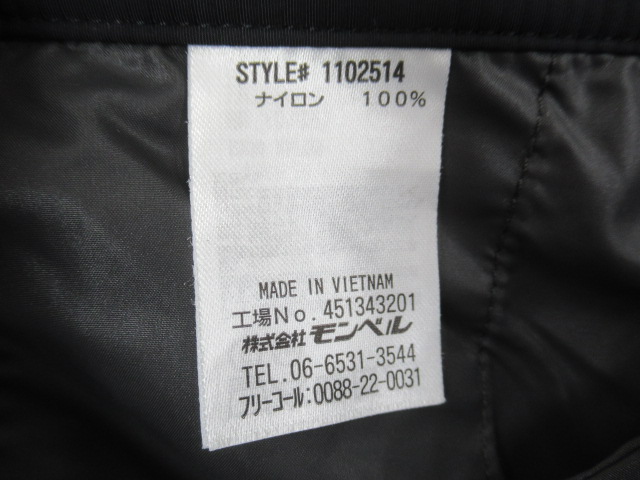 STYLE# 1102514
ナイロン 100%
MADE IN VIETNAM
工場No. 451343201
株式会社 モンベル
TEL.06-6531-3544
フリーコール:0088-22-0031